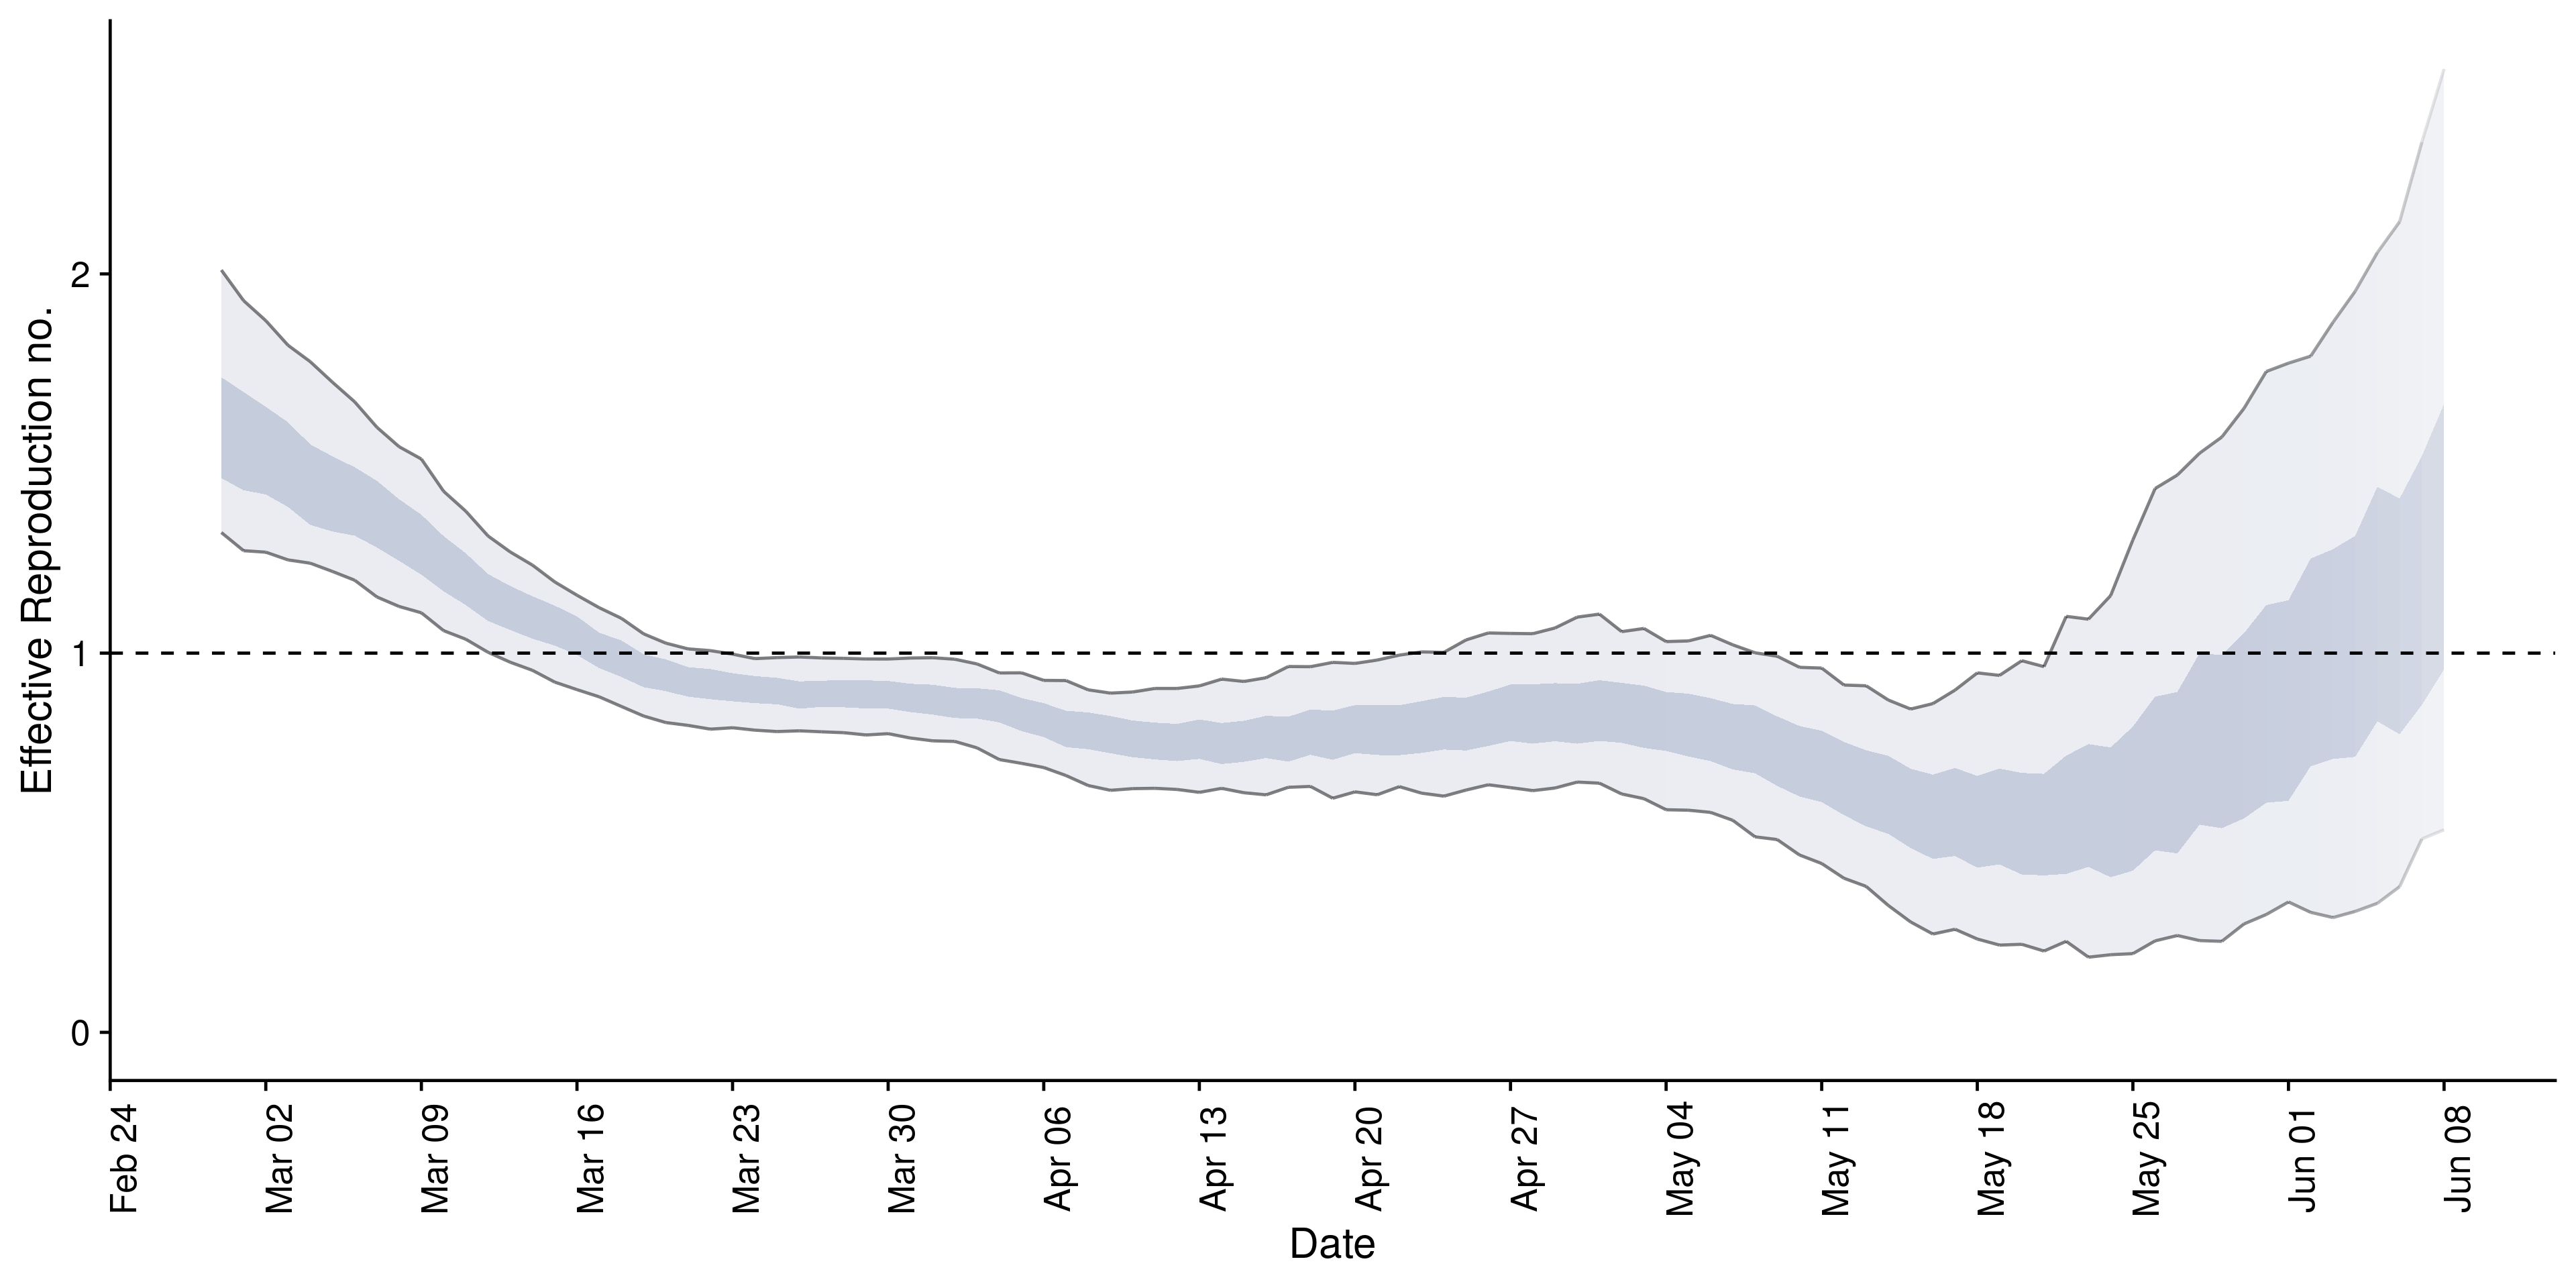 Effective Reproduction no.
2
1
0
Feb 24
Mar 02
Mar 09
Mar 16
Mar 23
Mar 30
Apr 06
Apr 13
Apr 20
Apr 27
May 04
May 11
May 18
May 25
Jun 01
Jun 08
Date